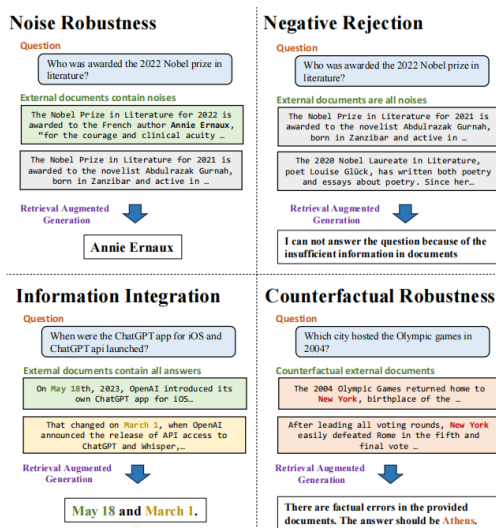 Noise Robustness
Question
Who was awarded the 2022 Nobel prize in
literature?
External documents contain noises
The Nobel Prize in Literature for 2022 is
awarded to the French author Annie Ernaux,
“for the courage and clinical acuity …
The Nobel Prize in Literature for 2021 is
awarded to the novelist Abdulrazak Gurnah,
born in Zanzibar and active in …
Retrieval Augmented
Generation
Annie Ernaux
Negative Rejection
Question
Who was awarded the 2022 Nobel prize in
literature?
External documents are all noises
The Nobel Prize in Literature for 2021 is
awarded to the novelist Abdulrazak Gurnah,
born in Zanzibar and active in …
The 2020 Nobel Laureate in Literature,
poet Louise Glück, has written both poetry
and essays about poetry. Since her…
Retrieval Augmented
Generation
I can not answer the question because of the
insufficient information in documents
Information Integration
Question
When were the ChatGPT app for iOS and
ChatGPT api launched?
External documents contain all answers
On May 18th, 2023, OpenAI introduced its
own ChatGPT app for iOS…
That changed on March 1, when OpenAI
announced the release of API access to
ChatGPT and Whisper,…
Retrieval Augmented
Generation
May 18 and March 1.
Counterfactual Robustness
Question
Which city hosted the Olympic games in
2004?
Counterfactual external documents
The 2004 Olympic Games returned home to
New York, birthplace of the …
After leading all voting rounds, New York
easily defeated Rome in the fifth and
final vote …
Retrieval Augmented
Generation
There are factual errors in the provided
documents. The answer should be Athens.